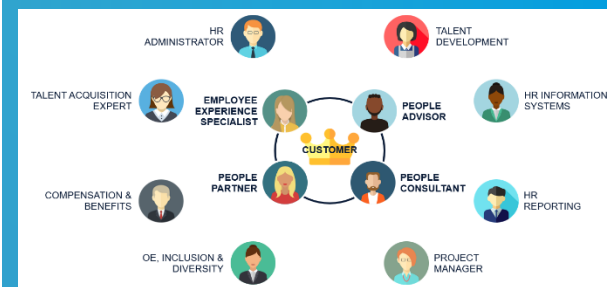 HR
ADMINISTRATOR
TALENT
DEVELOPMENT
TALENT ACQUISITION
EXPERT
EMPLOYEE
EXPERIENCE
SPECIALIST
PEOPLE
ADVISOR
HR INFORMATION
SYSTEMS
CUSTOMER
COMPENSATION &
BENEFITS
PEOPLE
PARTNER
PEOPLE
CONSULTANT
HR
REPORTING
OE, INCLUSION &
DIVERSITY
PROJECT
MANAGER